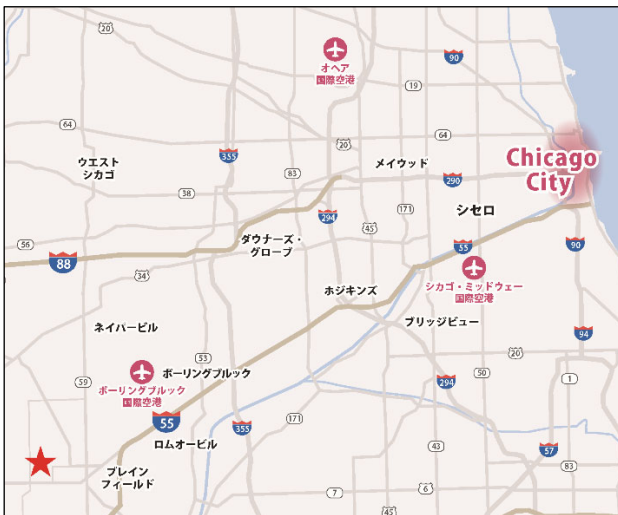 20
オヘア
国際空港
90
19
64
20
64
ウエスト
シカゴ
355
83
メイウッド
290
Chicago
City
38
294
45
171
シセロ
56
ダウナーズ・
グローブ
55
90
88
34
シカゴ・ミッドウェー
国際空港
ホジキンズ
ネイパービル
ブリッジビュー
94
53
20
ボーリングブルック
ボーリングブルック
国際空港
59
294
50
1
55
171
355
ロムオービル
43
57
プレイン
フィールド
83
7
6
45